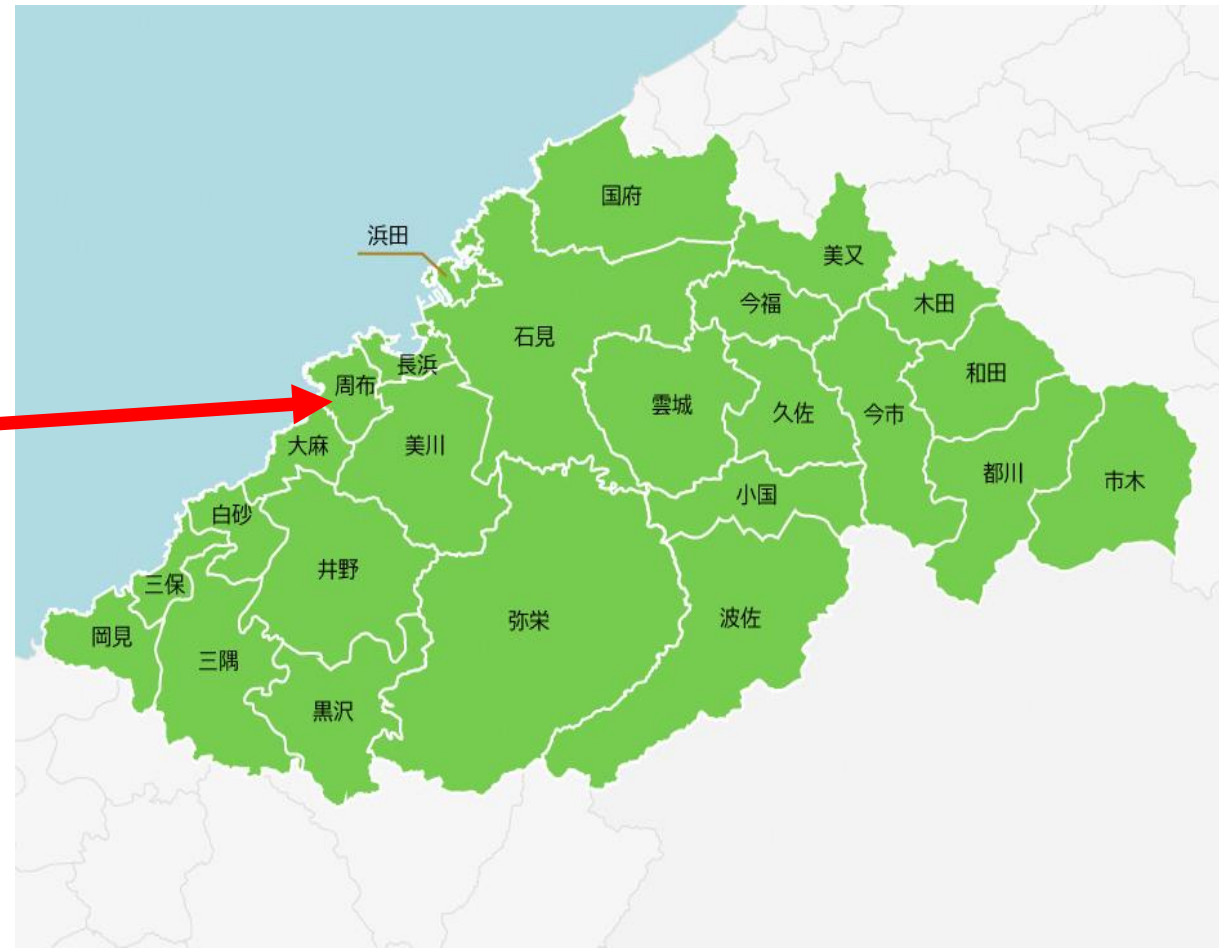 国府
浜田
美又
今福
木田
石見
長浜
和田
周布
雲城
久佐
今市
大麻
美川
都川
市木
小国
白砂
井野
三保
弥栄
波佐
岡見
三隅
黒沢